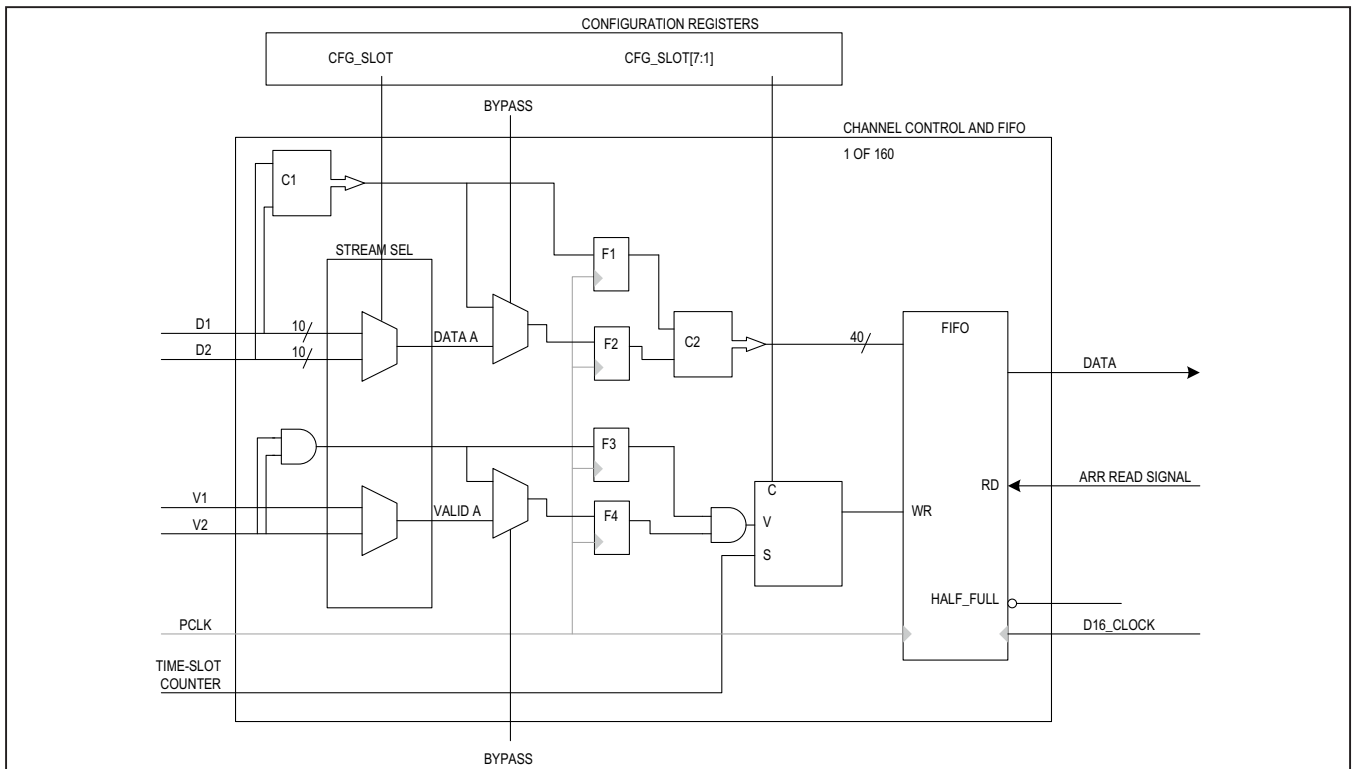 CONFIGURATION REGISTERS
CFG_SLOT
CFG_SLOT[7:1]
BYPASS
CHANNEL CONTROL AND FIFO
1 OF 160
C1
STREAM SEL
F1
D1
10
FIFO
DATA A
F2
C2
40
D2
10
DATA
F3
C
ARR READ SIGNAL
RD
V1
VALID A
F4
V
WR
V2
S
HALF_FULL
PCLK
D16_CLOCK
TIME-SLOT
COUNTER
BYPASS